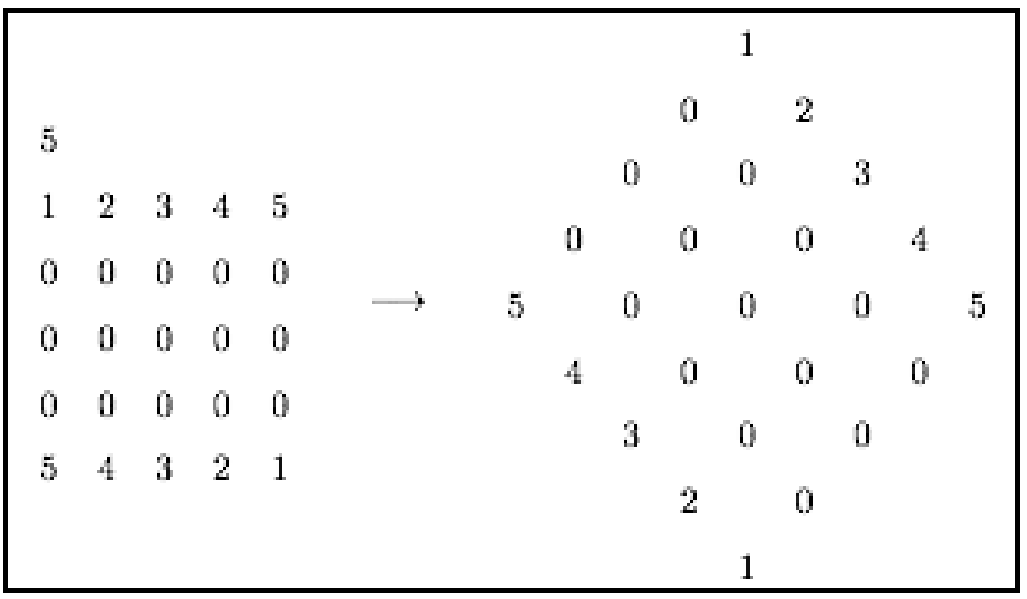 5
1 2 3 4 5
0 0 0 0 0
0 0 0 0 0
0 0 0 0 0
5 4 3 2 1
→
1
0 2
0 0 3
0 0 0 4
5 0 0 0 5
4 0 0 0
3 0 0
2 0
1